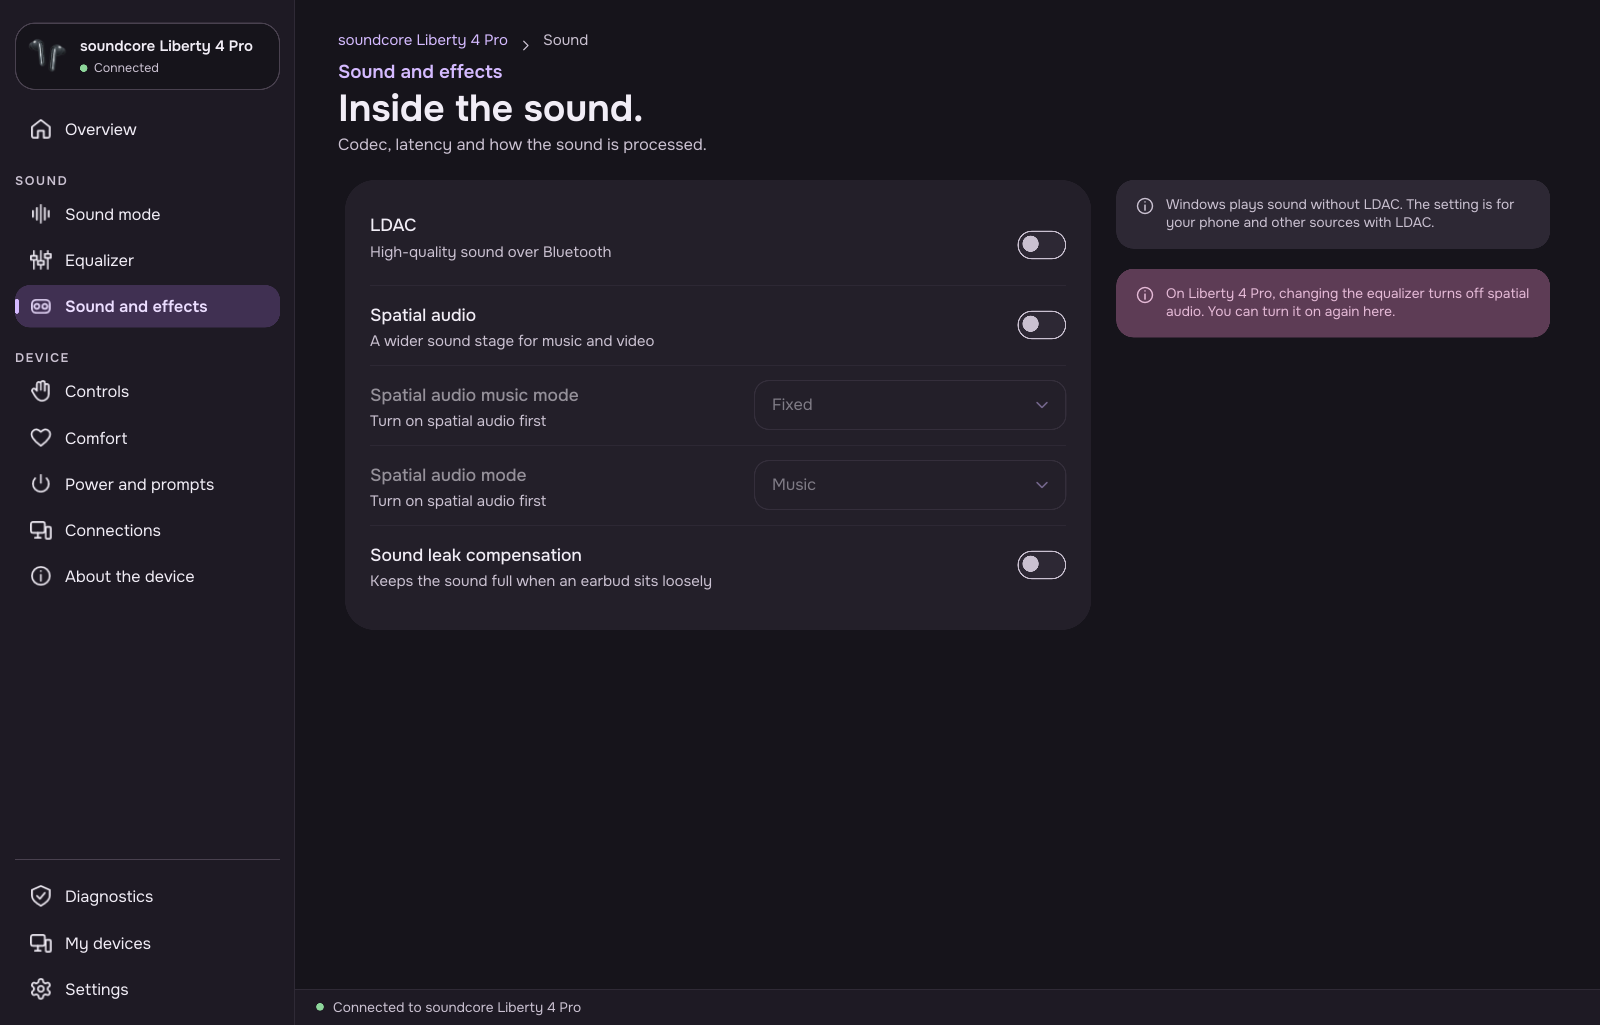 soundcore Liberty 4 Pro
Connected
Overview
SOUND
Sound mode
Equalizer
Sound and effects
DEVICE
Controls
Comfort
Power and prompts
Connections
About the device
Diagnostics
My devices
Settings
soundcore Liberty 4 Pro > Sound
Sound and effects
Inside the sound.
Codec, latency and how the sound is processed.
LDAC
High-quality sound over Bluetooth
Spatial audio
A wider sound stage for music and video
Spatial audio music mode
Turn on spatial audio first
Fixed
Spatial audio mode
Turn on spatial audio first
Music
Sound leak compensation
Keeps the sound full when an earbud sits loosely
Windows plays sound without LDAC. The setting is for
your phone and other sources with LDAC.
On Liberty 4 Pro, changing the equalizer turns off spatial
audio. You can turn it on again here.
Connected to soundcore Liberty 4 Pro